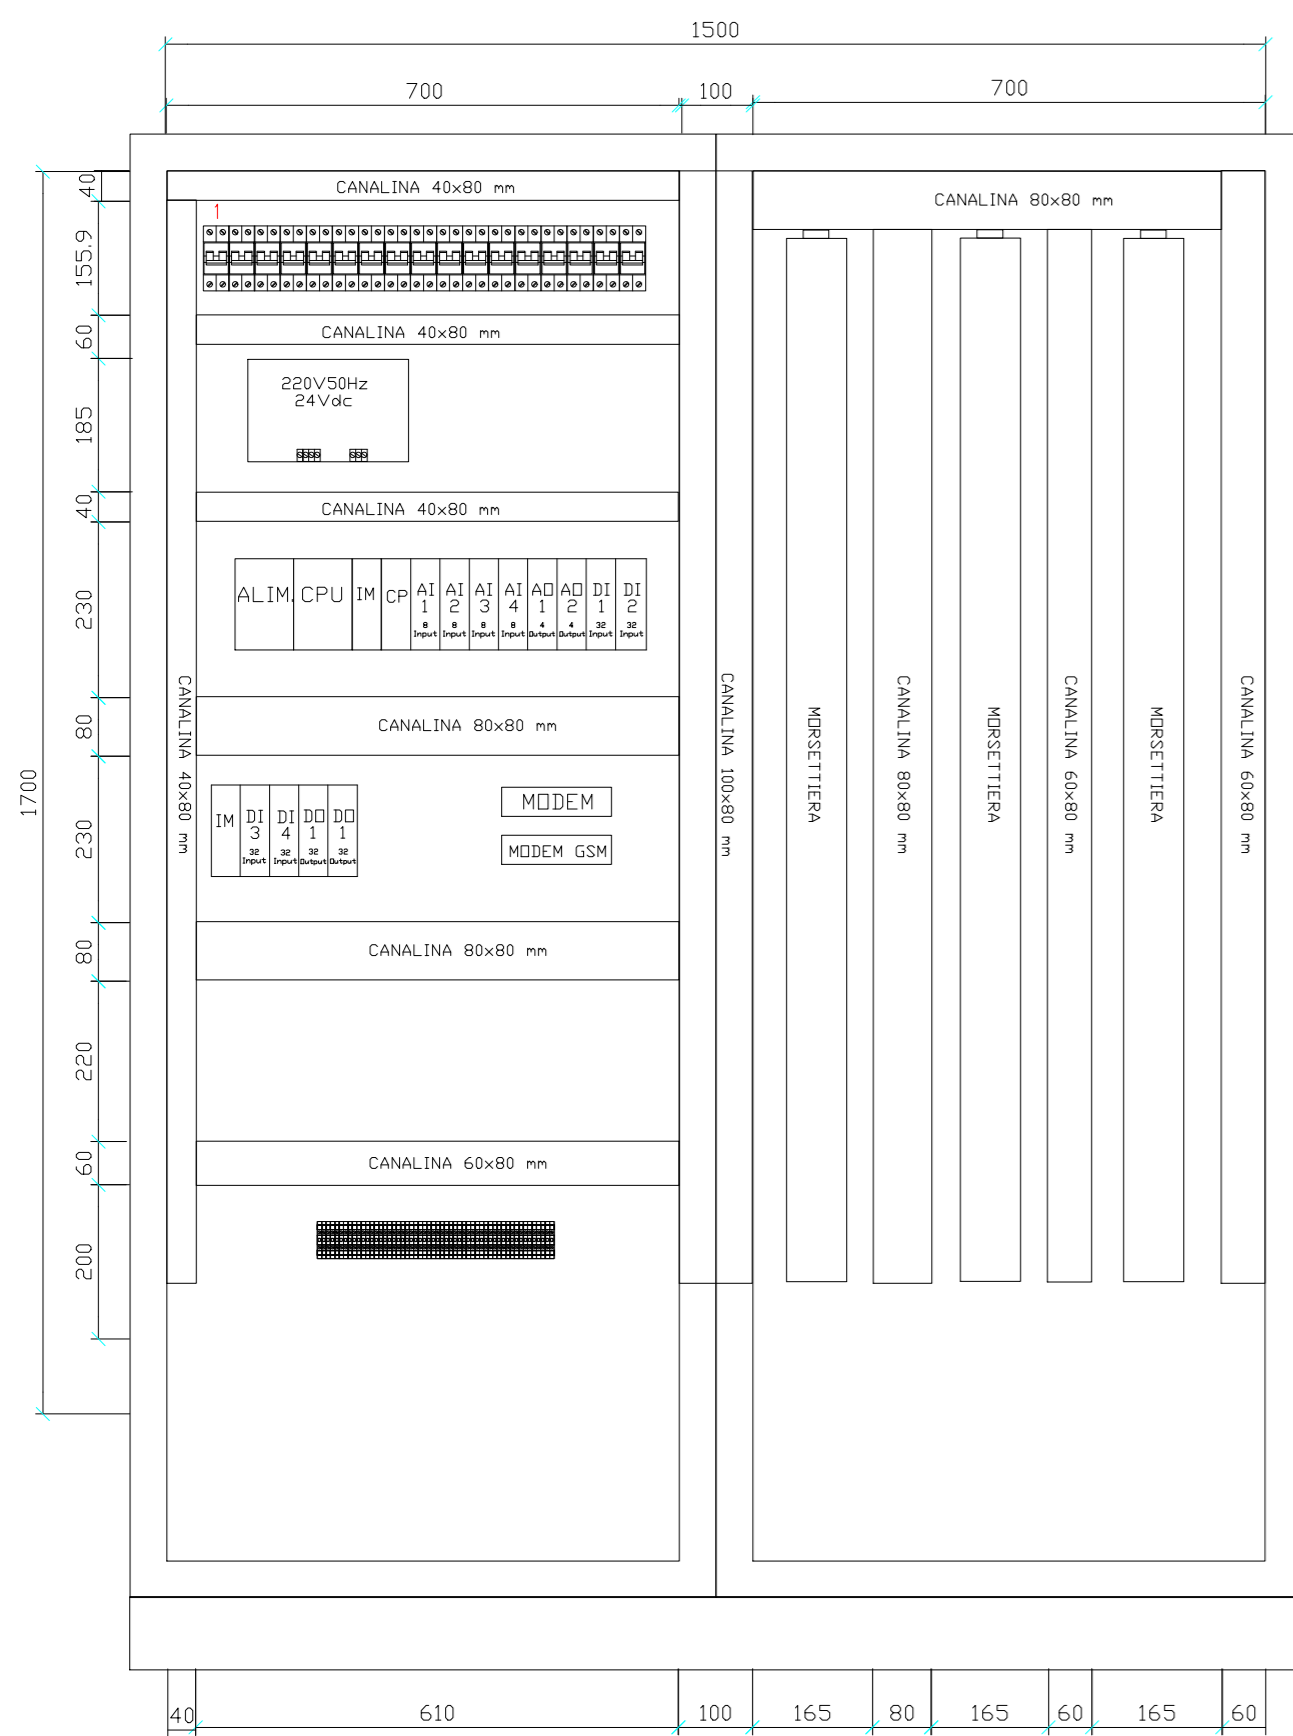 1500
700
100
700
40
CANALINA 40x80 mm
CANALINA 80x80 mm
1
155.9
60
CANALINA 40x80 mm
185
220V50Hz
24Vdc
40
CANALINA 40x80 mm
230
ALIM.
CPU
IM
CP
AI
1
8
Input
AI
2
8
Input
AI
3
8
Input
AI
4
8
Input
AO
1
4
Output
AO
2
4
Output
DI
1
32
Input
DI
2
32
Input
80
CANALINA 80x80 mm
CANALINA 40x80 mm
CANALINA 100x80 mm
MORSETTIERA
CANALINA 80x80 mm
MORSETTIERA
CANALINA 60x80 mm
MORSETTIERA
CANALINA 60x80 mm
1700
230
IM
DI
3
32
Input
DI
4
32
Input
DO
1
32
Output
DO
1
32
Output
MODEM
MODEM GSM
80
CANALINA 80x80 mm
220
60
CANALINA 60x80 mm
200
40
610
100
165
80
165
60
165
60